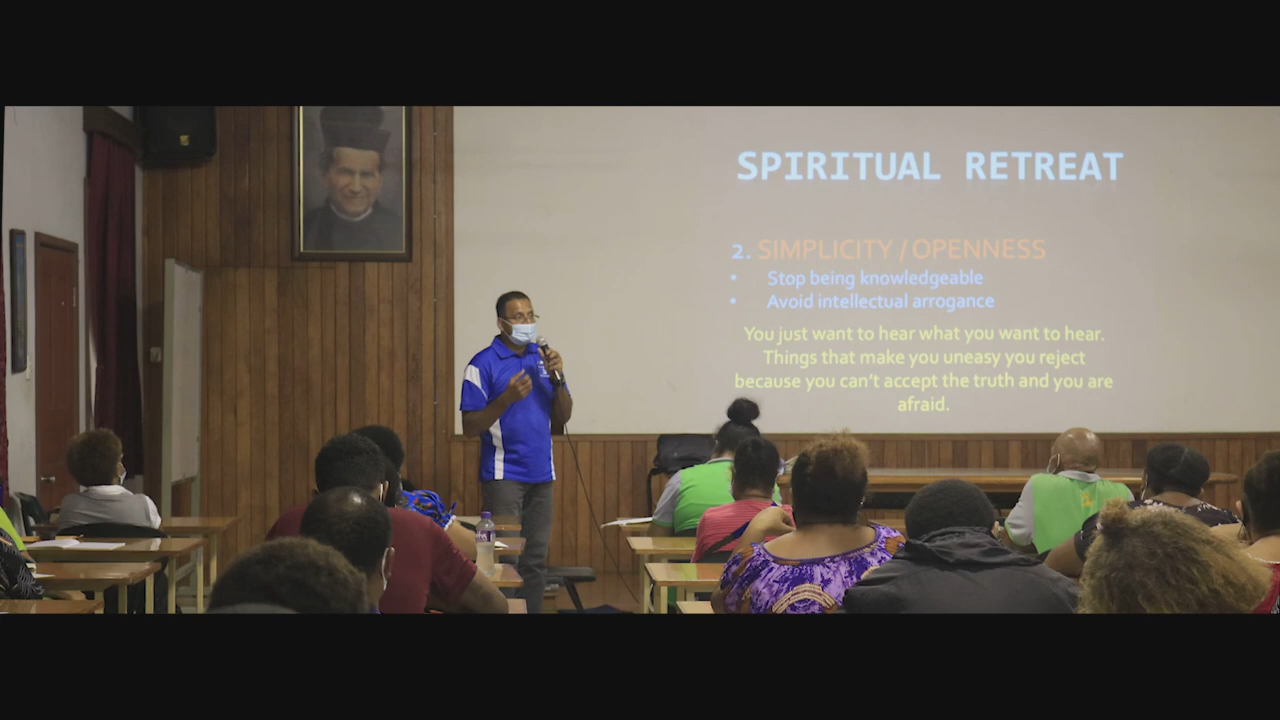 SPIRITUAL RETREAT
2. SIMPLICITY / OPENNESS
• Stop being knowledgeable
• Avoid intellectual arrogance
You just want to hear what you want to hear.
Things that make you uneasy you reject
because you can't accept the truth and you are
afraid.